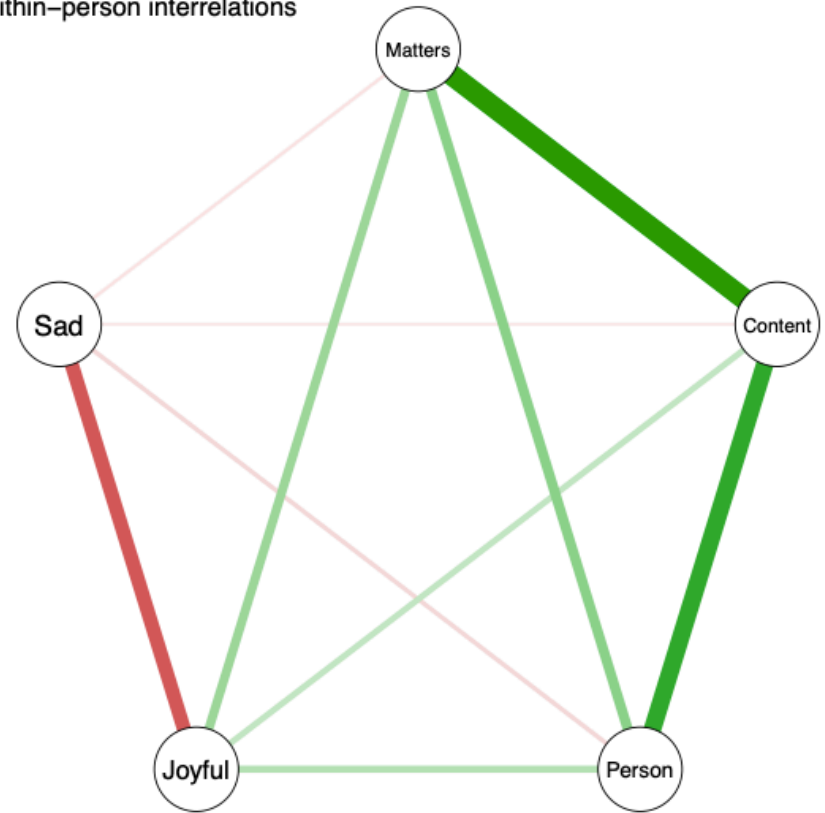 ithin–person interrelations
Matters
Sad
Content
Joyful
Person